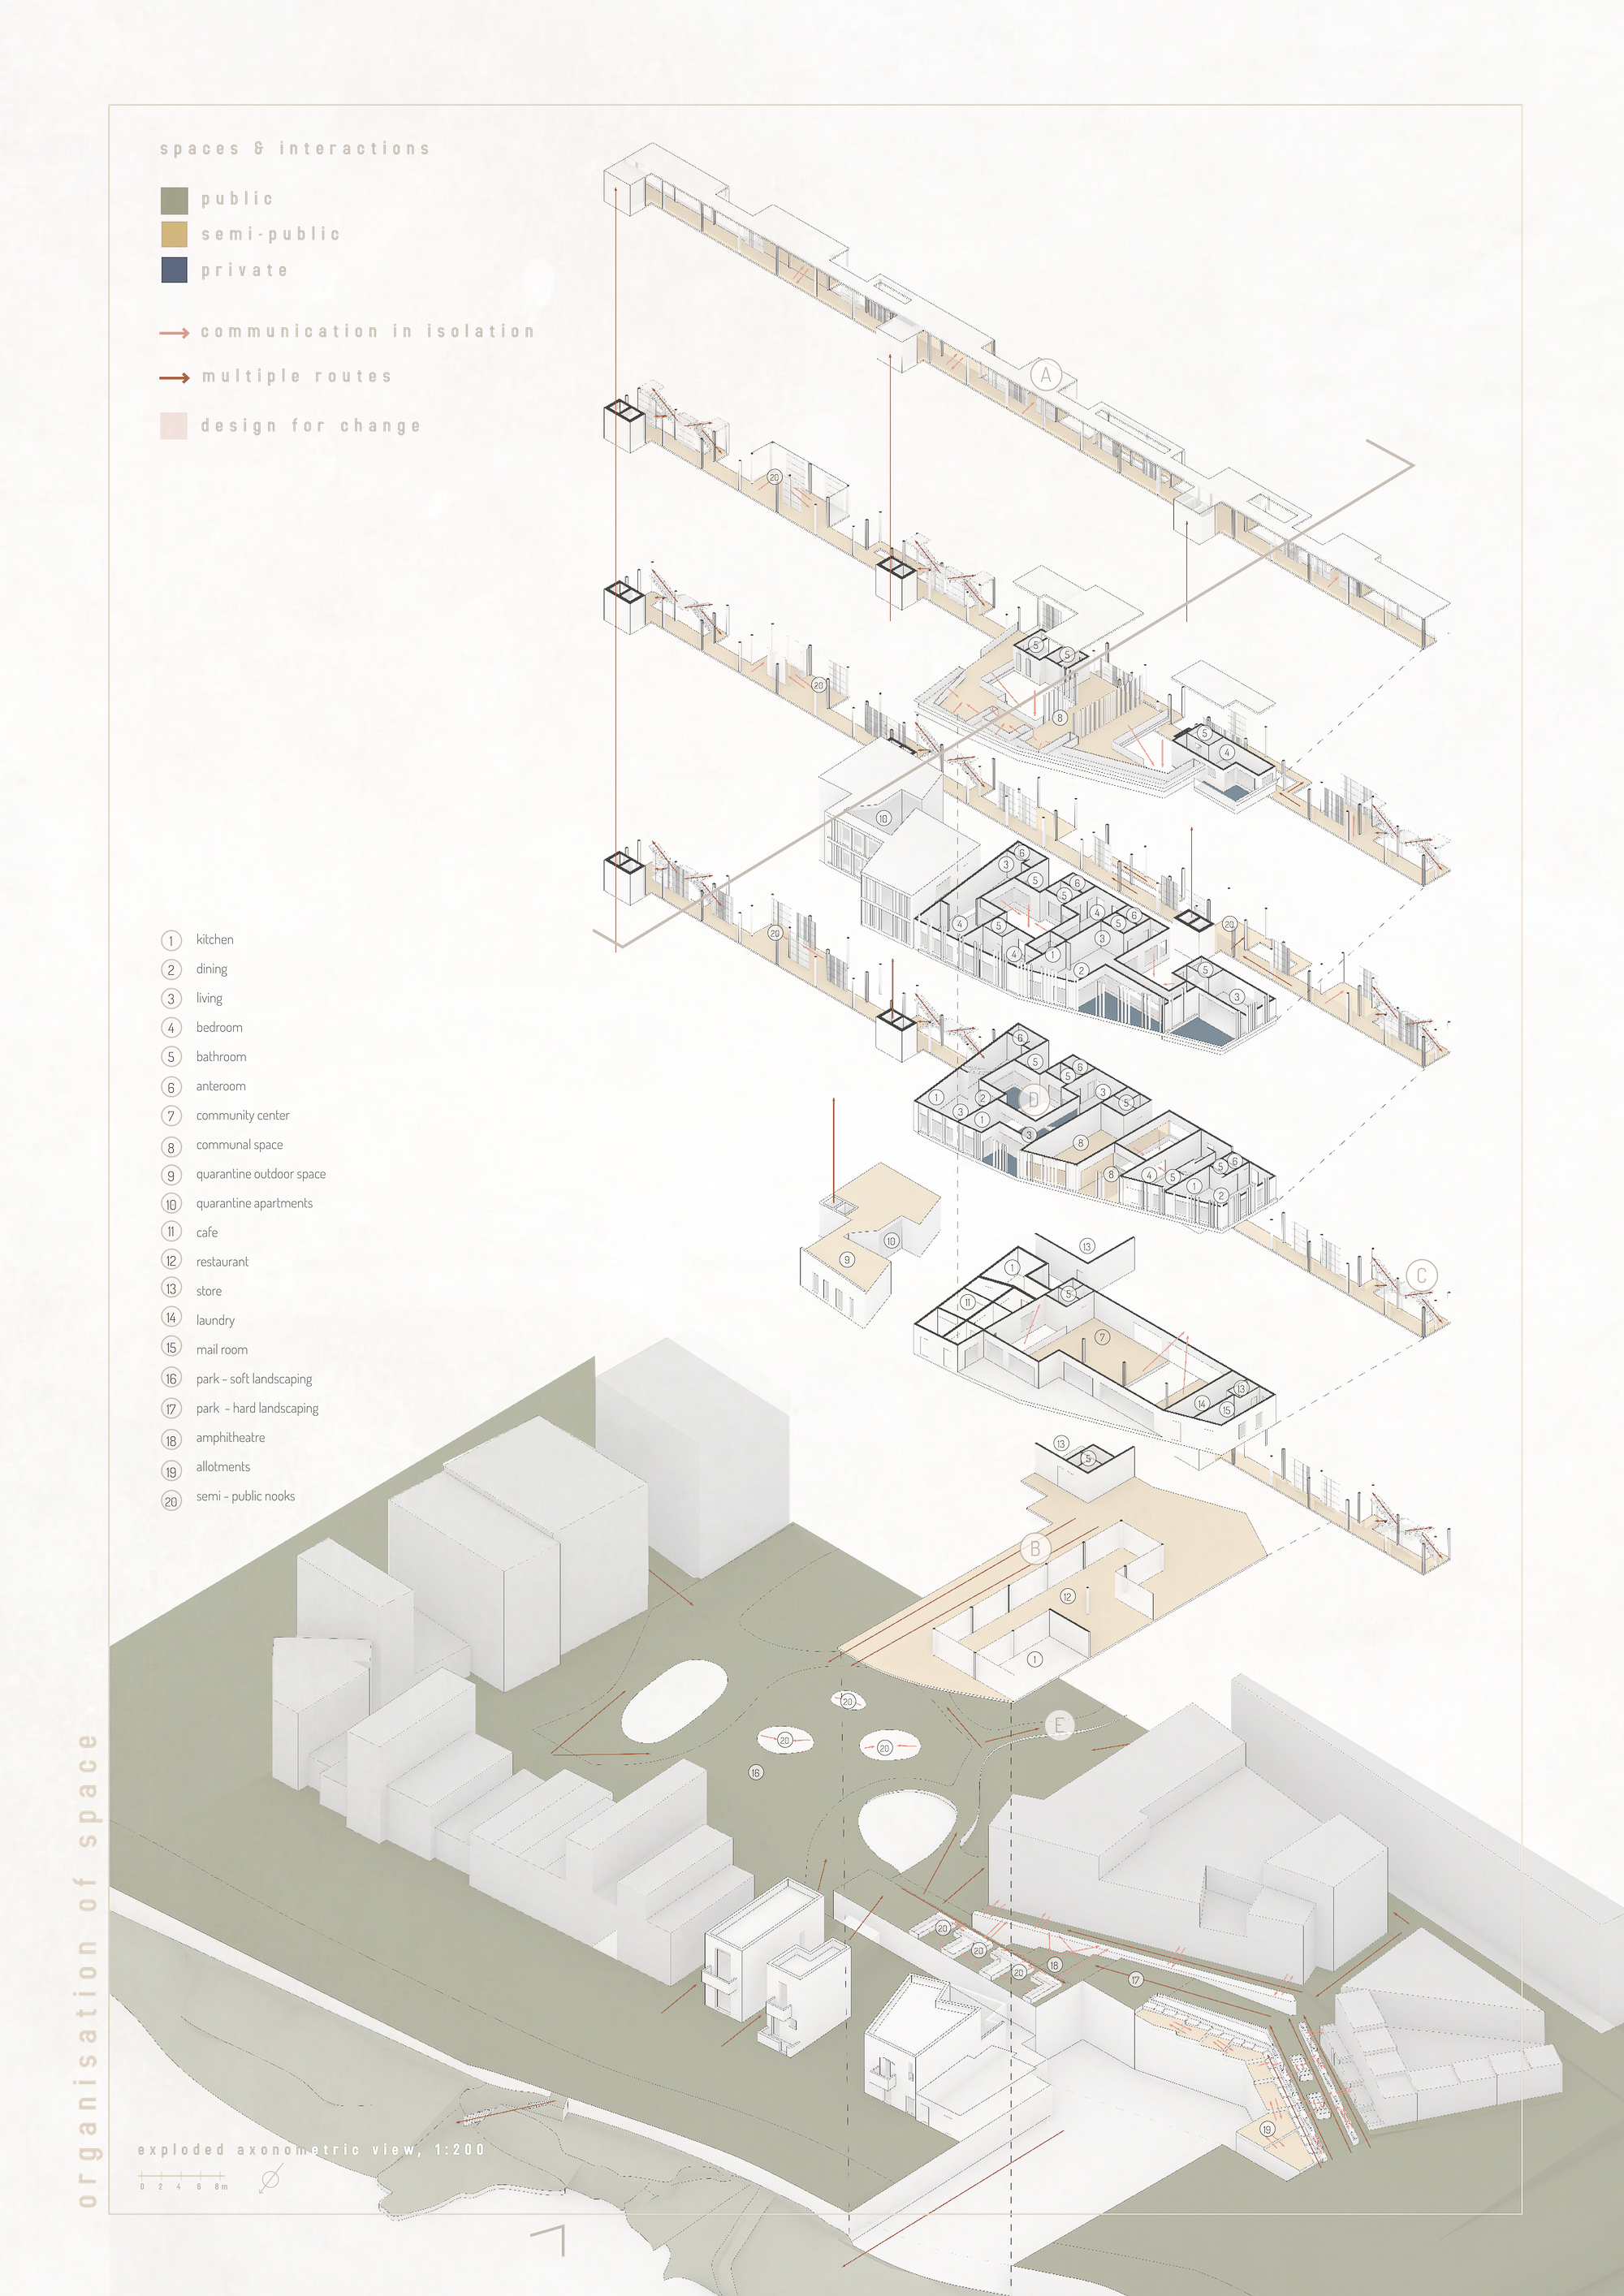 spaces & interactions
public
semi-public
private
communication in isolation
multiple routes
design for change
1 kitchen
2 dining
3 living
4 bedroom
5 bathroom
6 anteroom
7 community center
8 communal space
9 quarantine outdoor space
10 quarantine apartments
11 cafe
12 restaurant
13 store
14 laundry
15 mail room
16 park - soft landscaping
17 park - hard landscaping
18 amphitheatre
19 allotments
20 semi - public nooks
A
20
5
5
8
20
5
4
10
6
3
5
6
5
4
6
5
3
4
5
4
1
2
20
5
3
20
6
5
6
5
3
5
D
1
2
3
1
3
8
8
4
5
5
6
1
2
10
9
13
1
5
11
7
C
13
14
15
13
5
B
12
1
20
E
20
20
16
20
20
20
18
17
19
organisation of space
exploded axonometric view, 1:200
0 2 4 6 8m